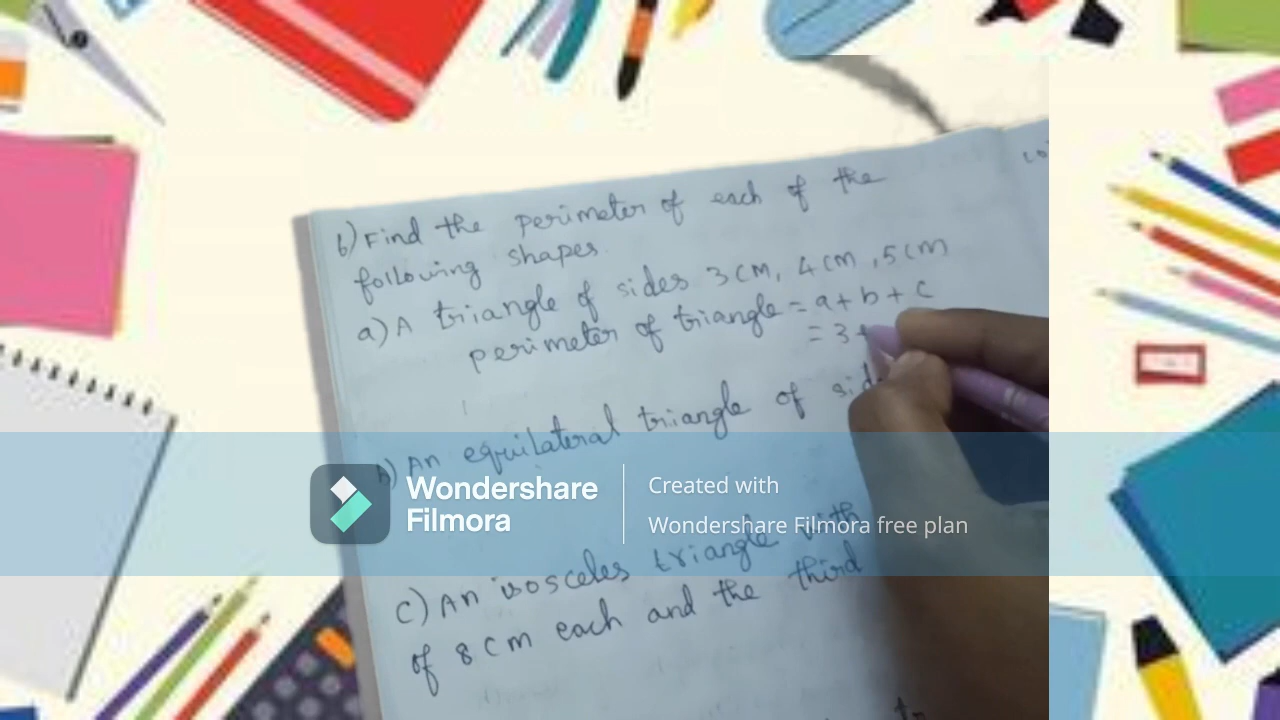 6) Find the perimeter of each of the
following shapes.
a) A triangle of sides 3 cm, 4 cm, 5 cm
perimeter of triangle = a + b + c
= 3 +
b) An equilateral triangle of
c) An isosceles triangle with
of 8 cm each and the third
Wondershare
Filmora
Created with
Wondershare Filmora free plan